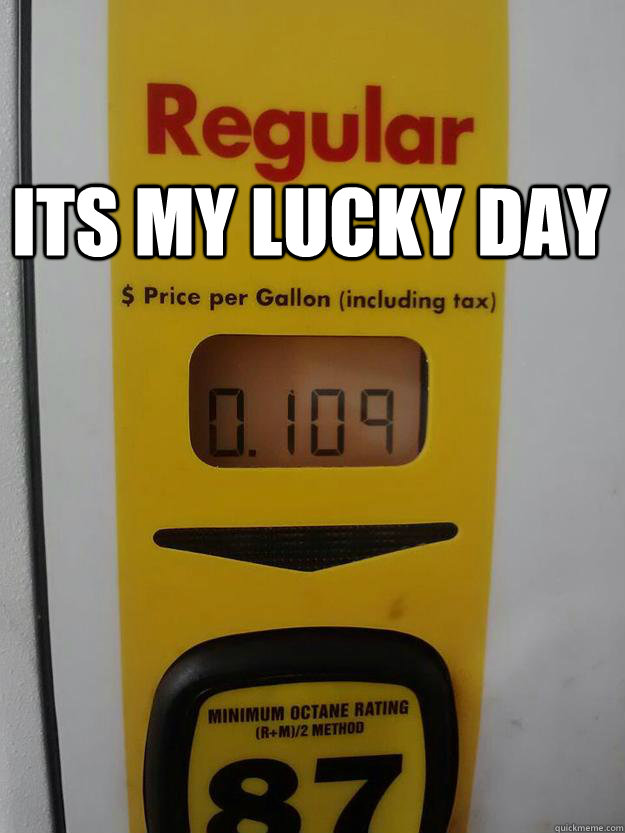 Regular
ITS MY LUCKY DAY
$ Price per Gallon (including tax)
0.109
MINIMUM OCTANE RATING
(R+M)/2 METHOD
87
quickmeme.com